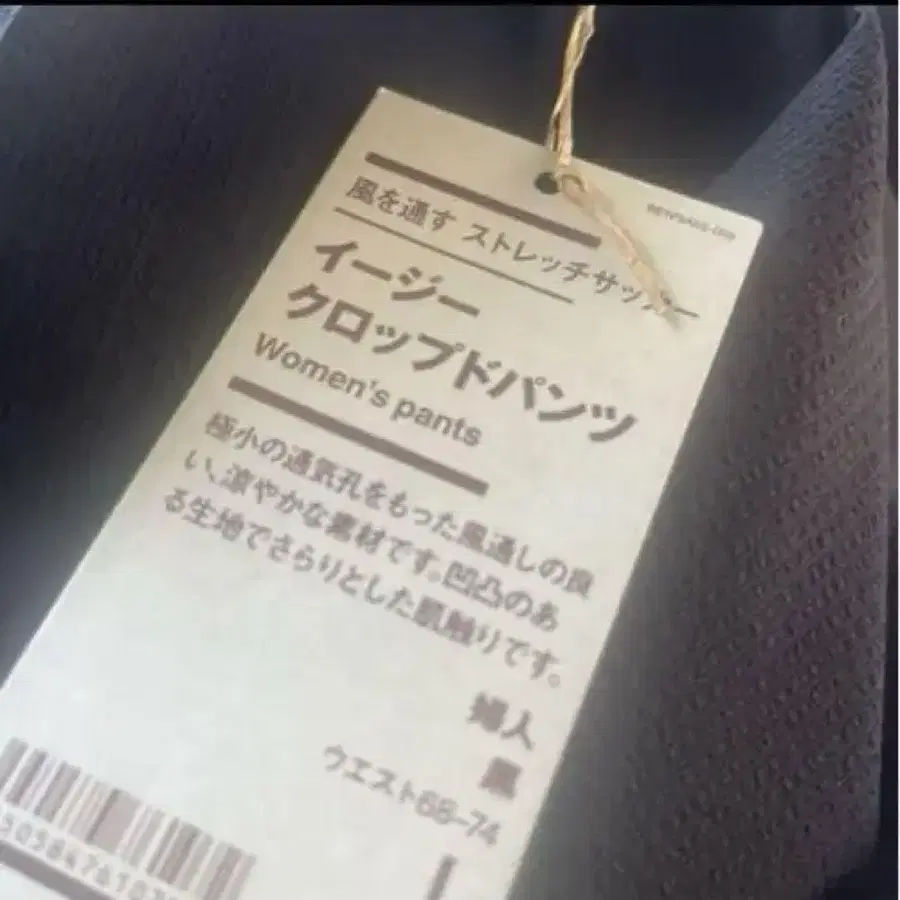 風を通す ストレッチサッカー
イージー
クロップドパンツ
Women's pants
極小の通気孔をもった風通しの良
い、涼やかな素材です。凹凸のあ
る生地でさらりとした肌触りです。
婦人
黒
ウエスト68-74